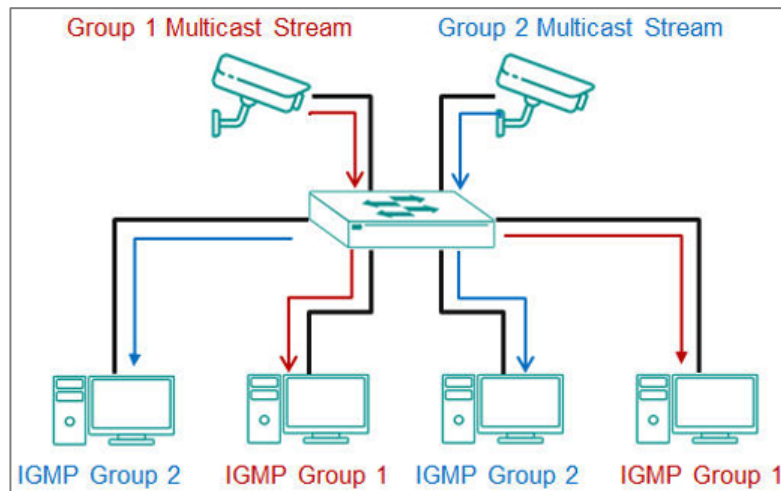 Group 1 Multicast Stream
Group 2 Multicast Stream
IGMP Group 2
IGMP Group 1
IGMP Group 2
IGMP Group 1